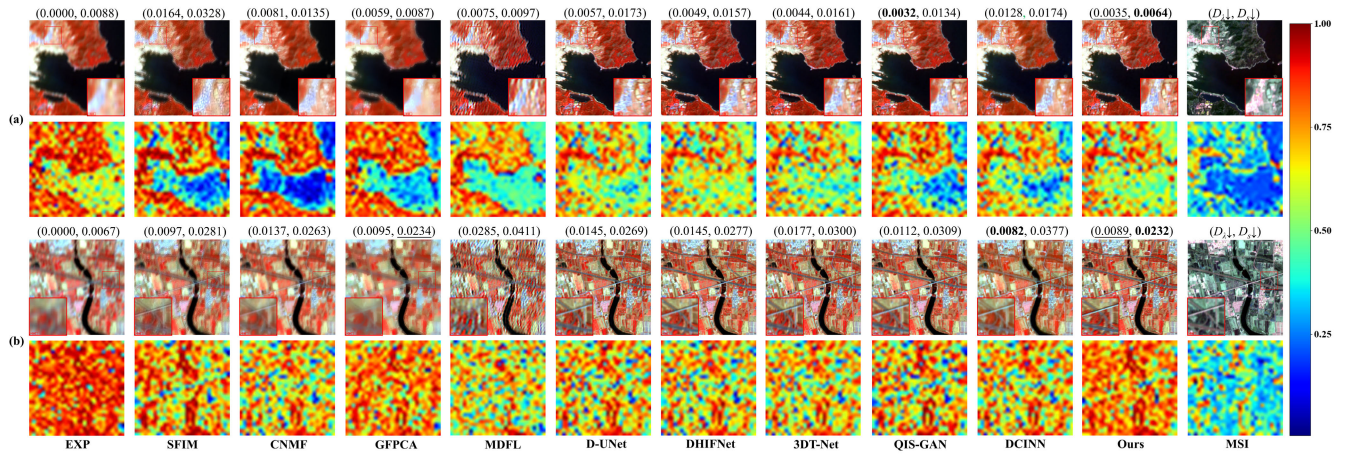 (0.0000, 0.0088) (0.0164, 0.0328) (0.0081, 0.0135) (0.0059, 0.0087) (0.0075, 0.0097) (0.0057, 0.0173) (0.0049, 0.0157) (0.0044, 0.0161) (0.0032, 0.0134) (0.0128, 0.0174) (0.0035, 0.0064) (Dλ↓, Ds↓)
1.00
(a)
0.75
(0.0000, 0.0067) (0.0097, 0.0281) (0.0137, 0.0263) (0.0095, 0.0234) (0.0285, 0.0411) (0.0145, 0.0269) (0.0145, 0.0277) (0.0177, 0.0300) (0.0112, 0.0309) (0.0082, 0.0377) (0.0089, 0.0232) (Dλ↓, Ds↓)
0.50
(b)
0.25
EXP SFIM CNMF GFPCA MDFL D-UNet DHIFNet 3DT-Net QIS-GAN DCINN Ours MSI